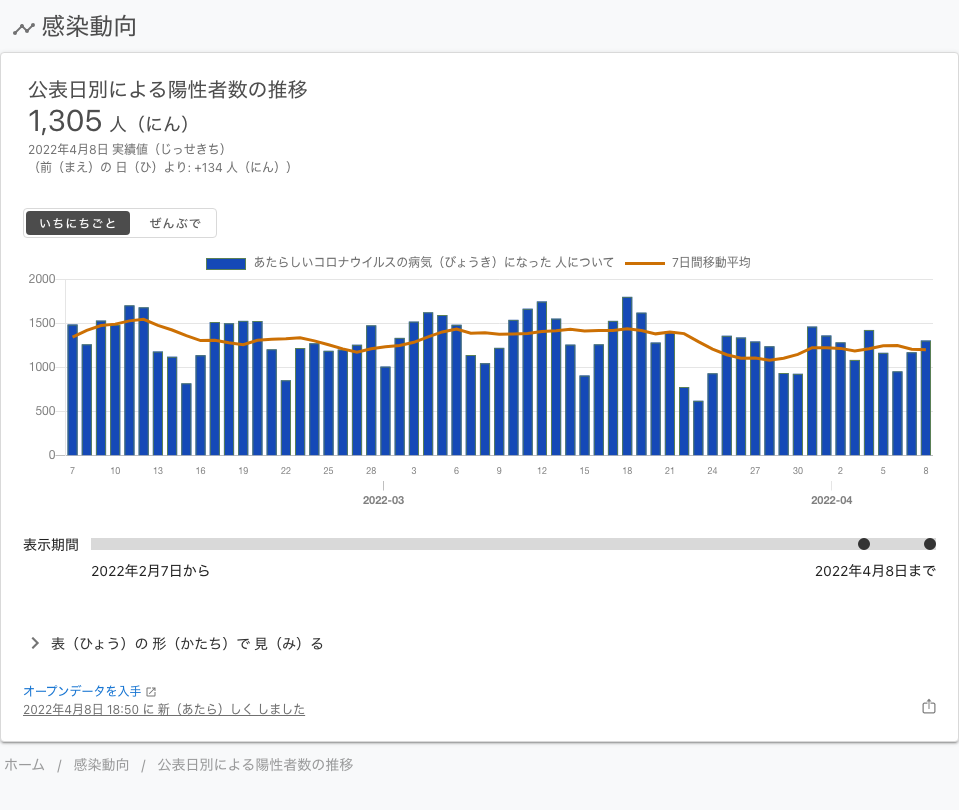 感染動向
公表日別による陽性者数の推移
1,305 人（にん）
2022年4月8日 実績値（じっせきち）
（前（まえ）の 日（ひ）より: +134 人（にん））
いちにちごと ぜんぶで
あたらしいコロナウイルスの病気（びょうき）になった 人について 7日間移動平均
2000
1500
1000
500
0
7 10 13 16 19 22 25 28 3 6 9 12 15 18 21 24 27 30 2 5 8
2022-03 2022-04
表示期間
2022年2月7日から 2022年4月8日まで
表（ひょう）の 形（かたち）で 見（み）る
オープンデータを入手
2022年4月8日 18:50 に 新（あたら）しく しました
ホーム / 感染動向 / 公表日別による陽性者数の推移